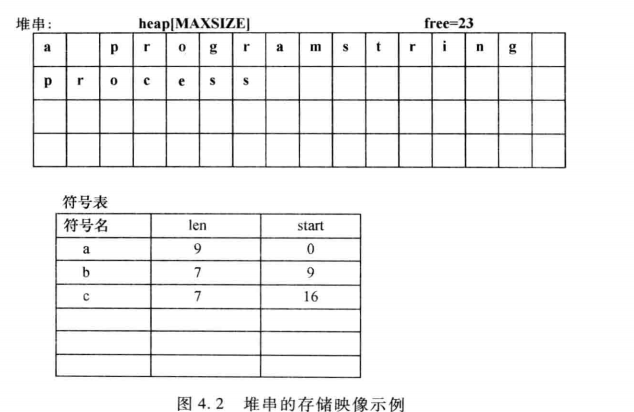 堆串: heap[MAXSIZE] free=23
a p r o g r a m s t r i n g
p r o c e s s
符号表
符号名 len start
a 9 0
b 7 9
c 7 16
图 4.2 堆串的存储映像示例